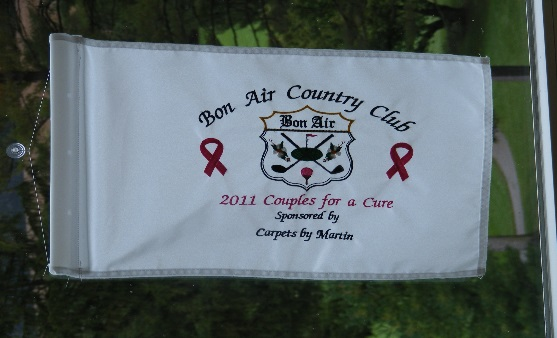 Bon Air Country Club
Bon Air
2011 Couples for a Cure
Sponsored by
Carpets by Martin